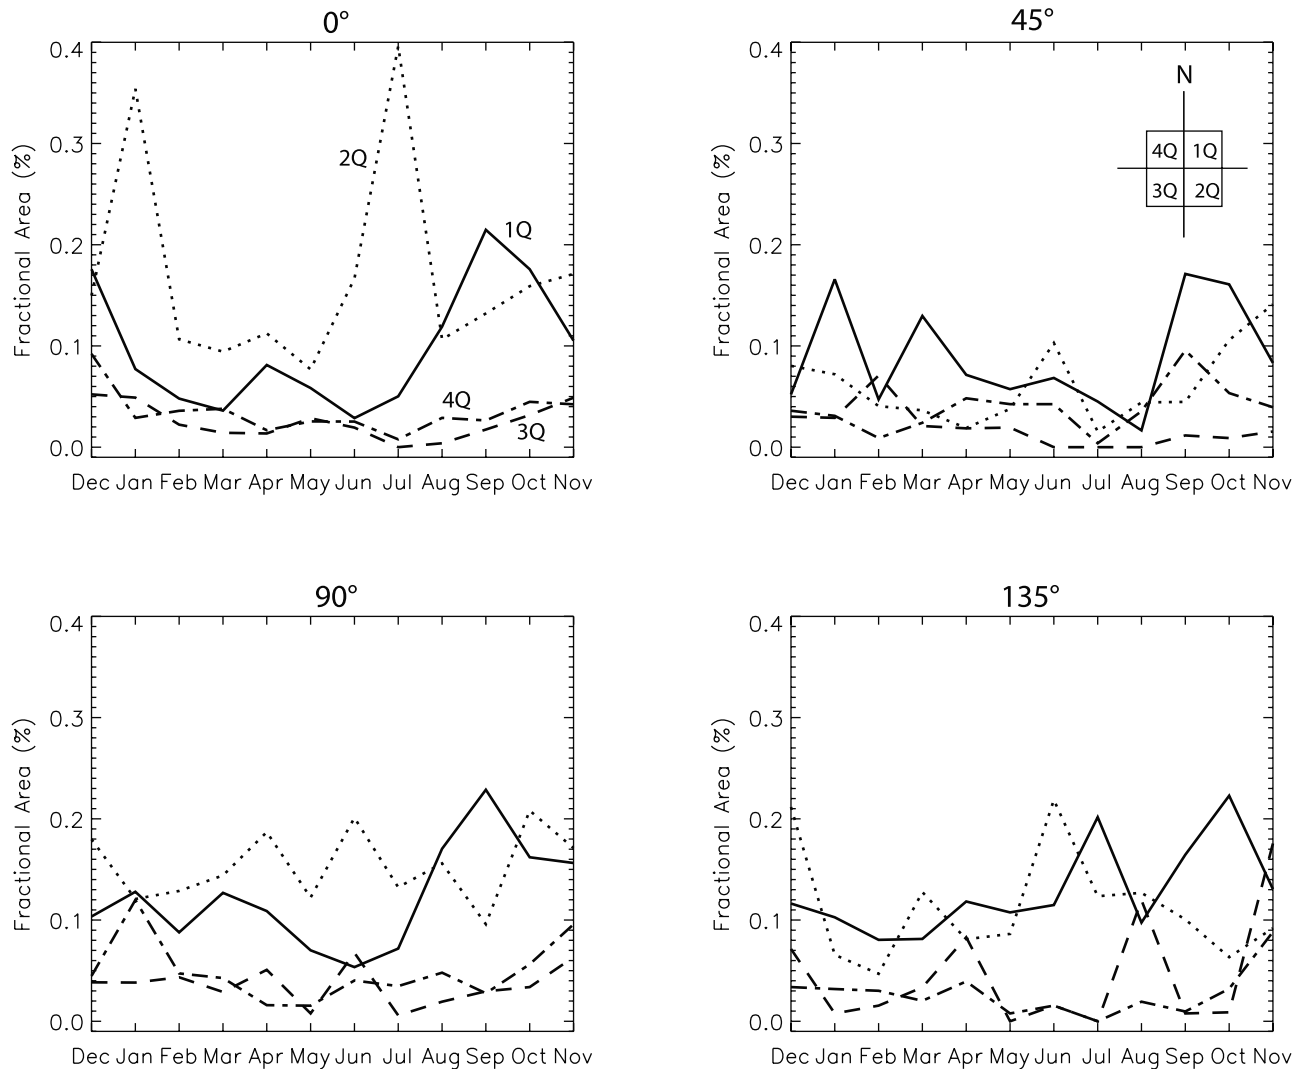 0°
0.4
0.3
0.2
0.1
0.0
Fractional Area (%)
2Q
1Q
4Q
3Q
Dec Jan Feb Mar Apr May Jun Jul Aug Sep Oct Nov
45°
0.4
0.3
0.2
0.1
0.0
Fractional Area (%)
N
4Q 1Q
3Q 2Q
Dec Jan Feb Mar Apr May Jun Jul Aug Sep Oct Nov
90°
0.4
0.3
0.2
0.1
0.0
Fractional Area (%)
Dec Jan Feb Mar Apr May Jun Jul Aug Sep Oct Nov
135°
0.4
0.3
0.2
0.1
0.0
Fractional Area (%)
Dec Jan Feb Mar Apr May Jun Jul Aug Sep Oct Nov